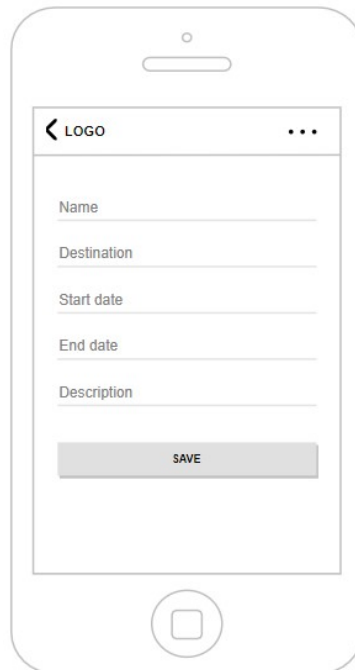 LOGO
Name
Destination
Start date
End date
Description
SAVE